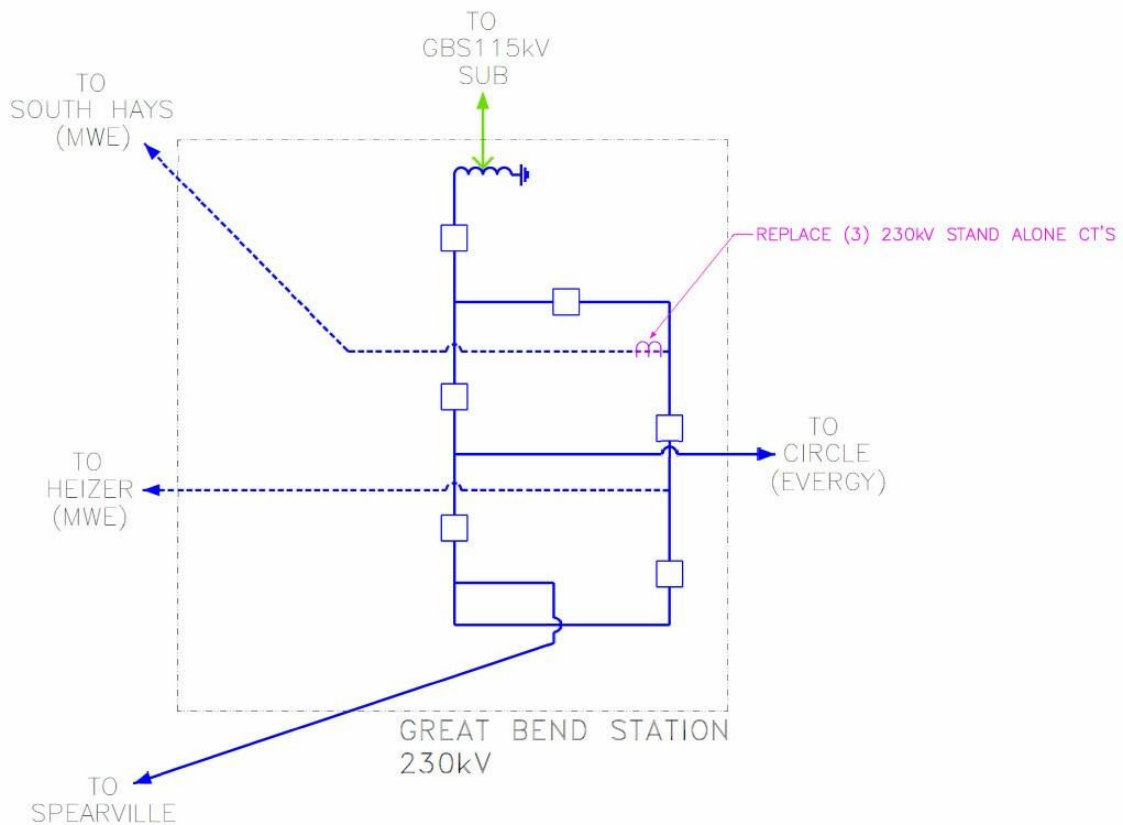 TO
GBS115kV
SUB
TO
SOUTH HAYS
(MWE)
REPLACE (3) 230kV STAND ALONE CT'S
TO
CIRCLE
(EVERGY)
TO
HEIZER
(MWE)
GREAT BEND STATION
230kV
TO
SPEARVILLE